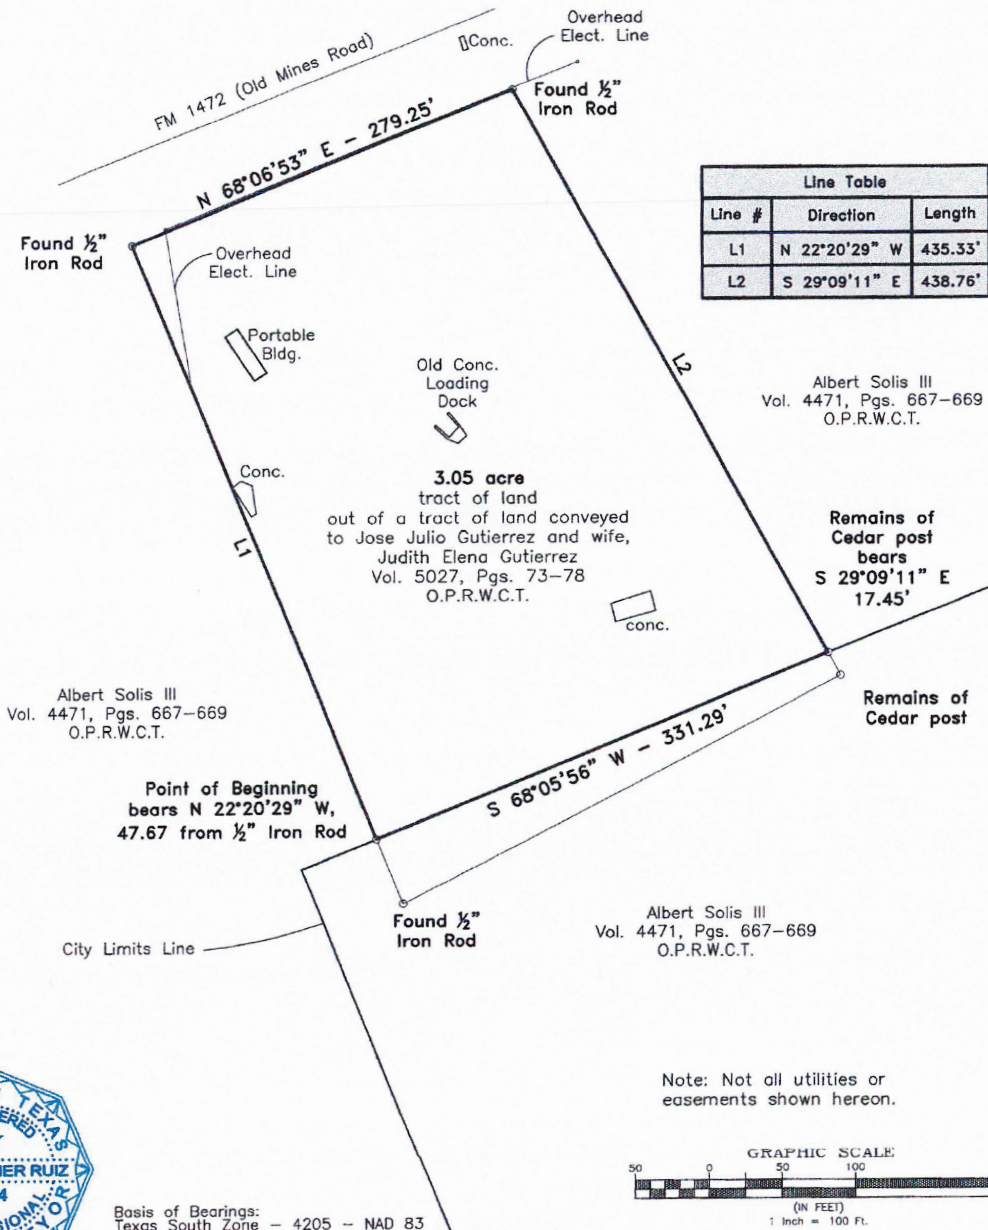 Overhead
Elect. Line
▯Conc.
FM 1472 (Old Mines Road)
Found ½"
Iron Rod
N 68°06'53" E – 279.25'
Line Table
Line # Direction Length
L1 N 22°20'29" W 435.33'
L2 S 29°09'11" E 438.76'
Found ½"
Iron Rod
Overhead
Elect. Line
Portable
Bldg.
Old Conc.
Loading
Dock
L2
Albert Solis III
Vol. 4471, Pgs. 667–669
O.P.R.W.C.T.
Conc.
L1
3.05 acre
tract of land
out of a tract of land conveyed
to Jose Julio Gutierrez and wife,
Judith Elena Gutierrez
Vol. 5027, Pgs. 73–78
O.P.R.W.C.T.
Remains of
Cedar post
bears
S 29°09'11" E
17.45'
conc.
Albert Solis III
Vol. 4471, Pgs. 667–669
O.P.R.W.C.T.
Remains of
Cedar post
S 68°05'56" W – 331.29'
Point of Beginning
bears N 22°20'29" W,
47.67 from ½" Iron Rod
Found ½"
Iron Rod
City Limits Line
Albert Solis III
Vol. 4471, Pgs. 667–669
O.P.R.W.C.T.
Note: Not all utilities or
easements shown hereon.
TEXAS
RUIZ
4
GRAPHIC SCALE
50 0 50 100
(IN FEET)
1 Inch = 100 Ft.
Basis of Bearings:
Texas South Zone – 4205 – NAD 83